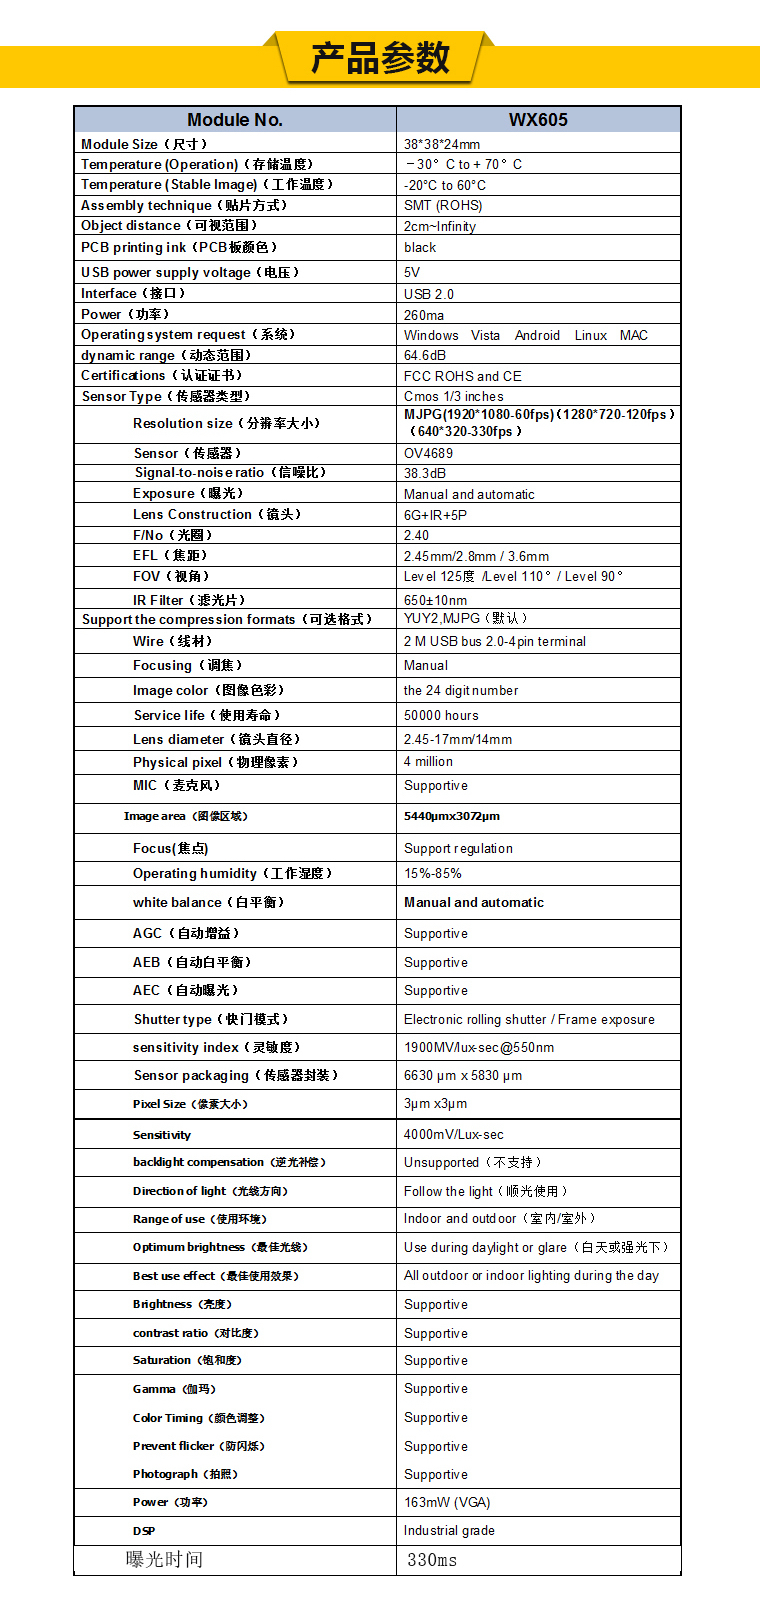 产品参数
Module No. WX605
Module Size（尺寸） 38*38*24mm
Temperature (Operation)（存储温度） －30°C to＋70°C
Temperature ( Stable Image)（工作温度） -20°C to 60°C
Assembly technique（贴片方式） SMT (ROHS)
Object distance（可视范围） 2cm~Infinity
PCB printing ink（PCB板颜色） black
USB power supply voltage（电压） 5V
Interface（接口） USB 2.0
Power（功率） 260ma
Operating system request（系统） Windows Vista Android Linux MAC
dynamic range（动态范围） 64.6dB
Certifications（认证证书） FCC ROHS and CE
Sensor Type（传感器类型） Cmos 1/3 inches
Resolution size（分辨率大小） MJPG(1920*1080-60fps)（1280*720-120fps）
（640*320-330fps）
Sensor（传感器） OV4689
Signal-to-noise ratio（信噪比） 38.3dB
Exposure（曝光） Manual and automatic
Lens Construction（镜头） 6G+IR+5P
F/No（光圈） 2.40
EFL（焦距） 2.45mm/2.8mm / 3.6mm
FOV（视角） Level 125度 /Level 110°/ Level 90°
IR Filter（滤光片） 650±10nm
Support the compression formats（可选格式） YUY2,MJPG（默认）
Wire（线材） 2 M USB bus 2.0-4pin terminal
Focusing（调焦） Manual
Image color（图像色彩） the 24 digit number
Service life（使用寿命） 50000 hours
Lens diameter（镜头直径） 2.45-17mm/14mm
Physical pixel（物理像素） 4 million
MIC（麦克风） Supportive
Image area（图像区域） 5440µmx3072µm
Focus(焦点) Support regulation
Operating humidity（工作湿度） 15%-85%
white balance（白平衡） Manual and automatic
AGC（自动增益） Supportive
AEB（自动白平衡） Supportive
AEC（自动曝光） Supportive
Shutter type（快门模式） Electronic rolling shutter / Frame exposure
sensitivity index（灵敏度） 1900MV/lux-sec@550nm
Sensor packaging（传感器封装） 6630 µm x 5830 µm
Pixel Size（像素大小） 3µm x3µm
Sensitivity 4000mV/Lux-sec
backlight compensation（逆光补偿） Unsupported（不支持）
Direction of light（光线方向） Follow the light（顺光使用）
Range of use（使用环境） Indoor and outdoor（室内/室外）
Optimum brightness（最佳光线） Use during daylight or glare（白天或强光下）
Best use effect（最佳使用效果） All outdoor or indoor lighting during the day
Brightness（亮度） Supportive
contrast ratio（对比度） Supportive
Saturation（饱和度） Supportive
Gamma（伽玛） Supportive
Color Timing（颜色调整） Supportive
Prevent flicker（防闪烁） Supportive
Photograph（拍照） Supportive
Power（功率） 163mW (VGA)
DSP Industrial grade
曝光时间 330ms